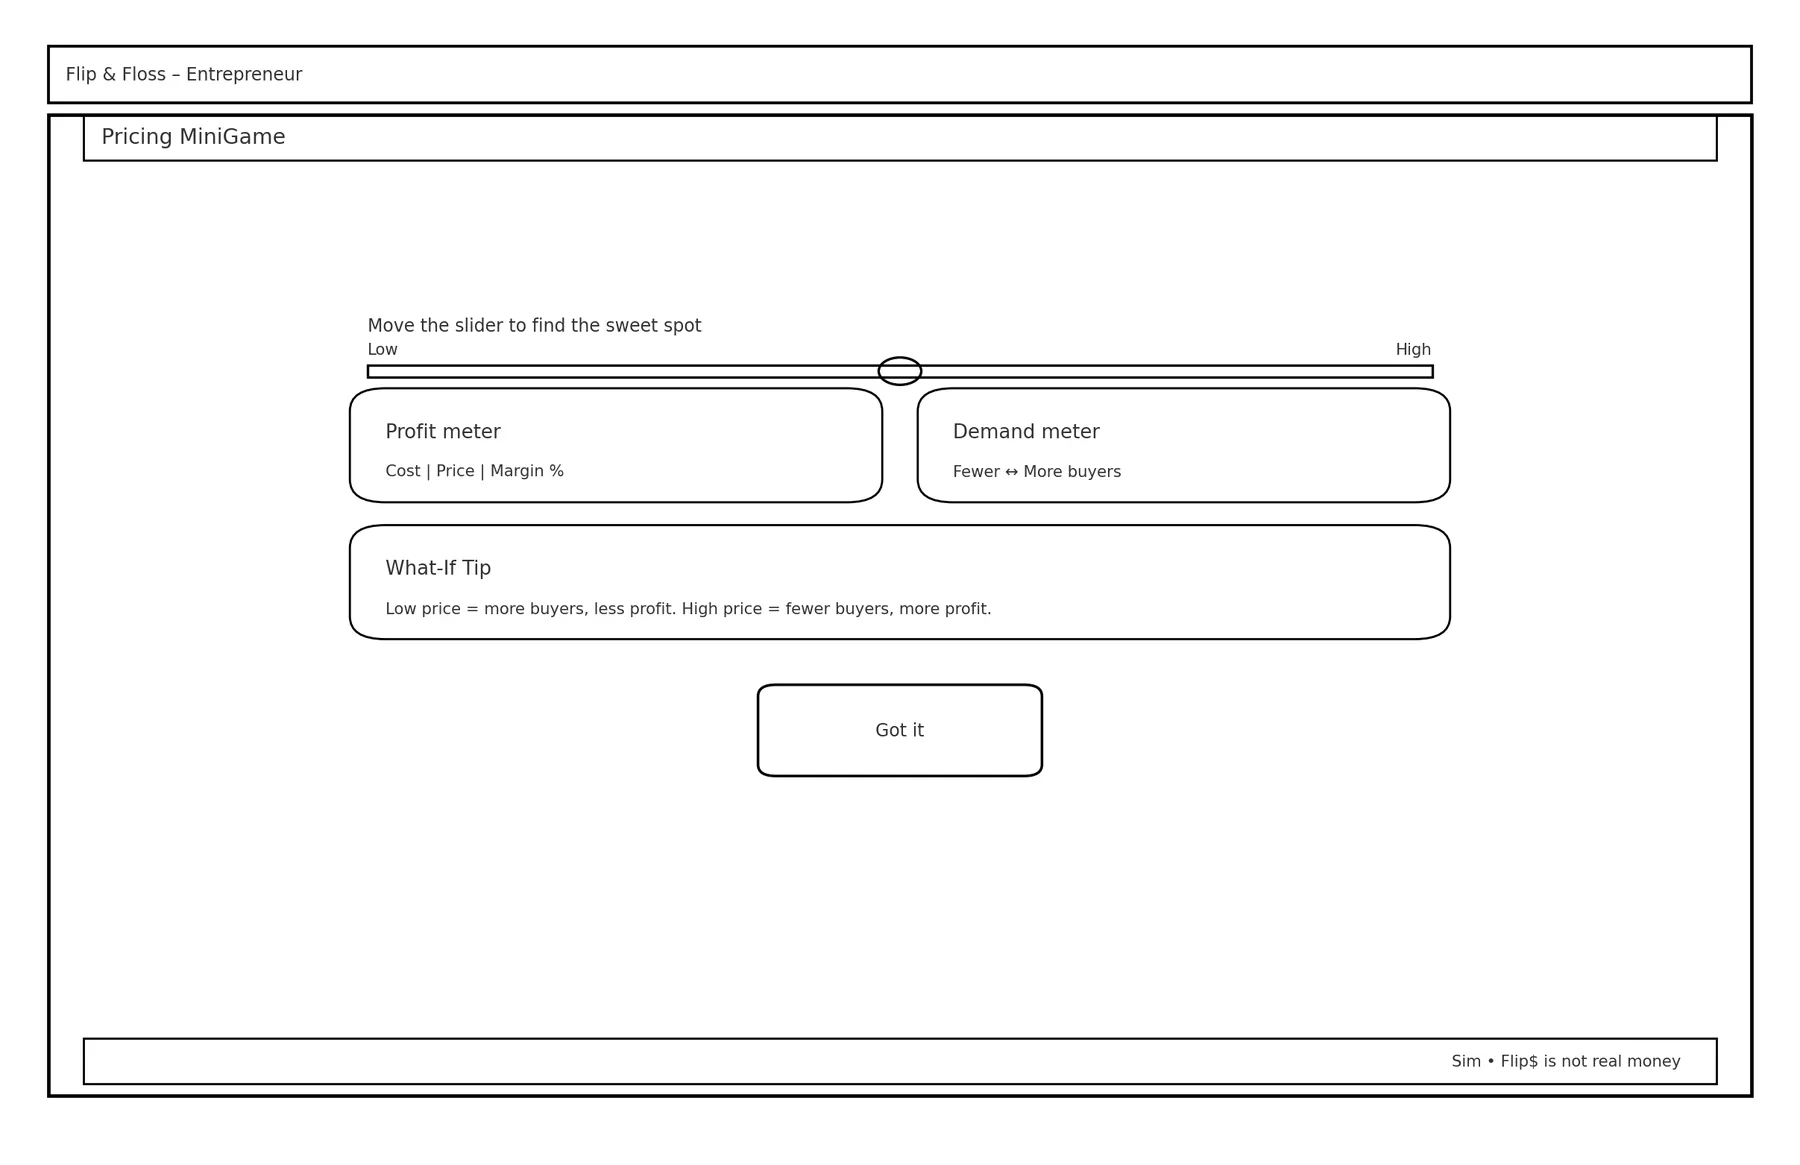 Flip & Floss – Entrepreneur
Pricing MiniGame
Move the slider to find the sweet spot
Low
High
Profit meter
Cost | Price | Margin %
Demand meter
Fewer ↔ More buyers
What-If Tip
Low price = more buyers, less profit. High price = fewer buyers, more profit.
Got it
Sim • Flip$ is not real money